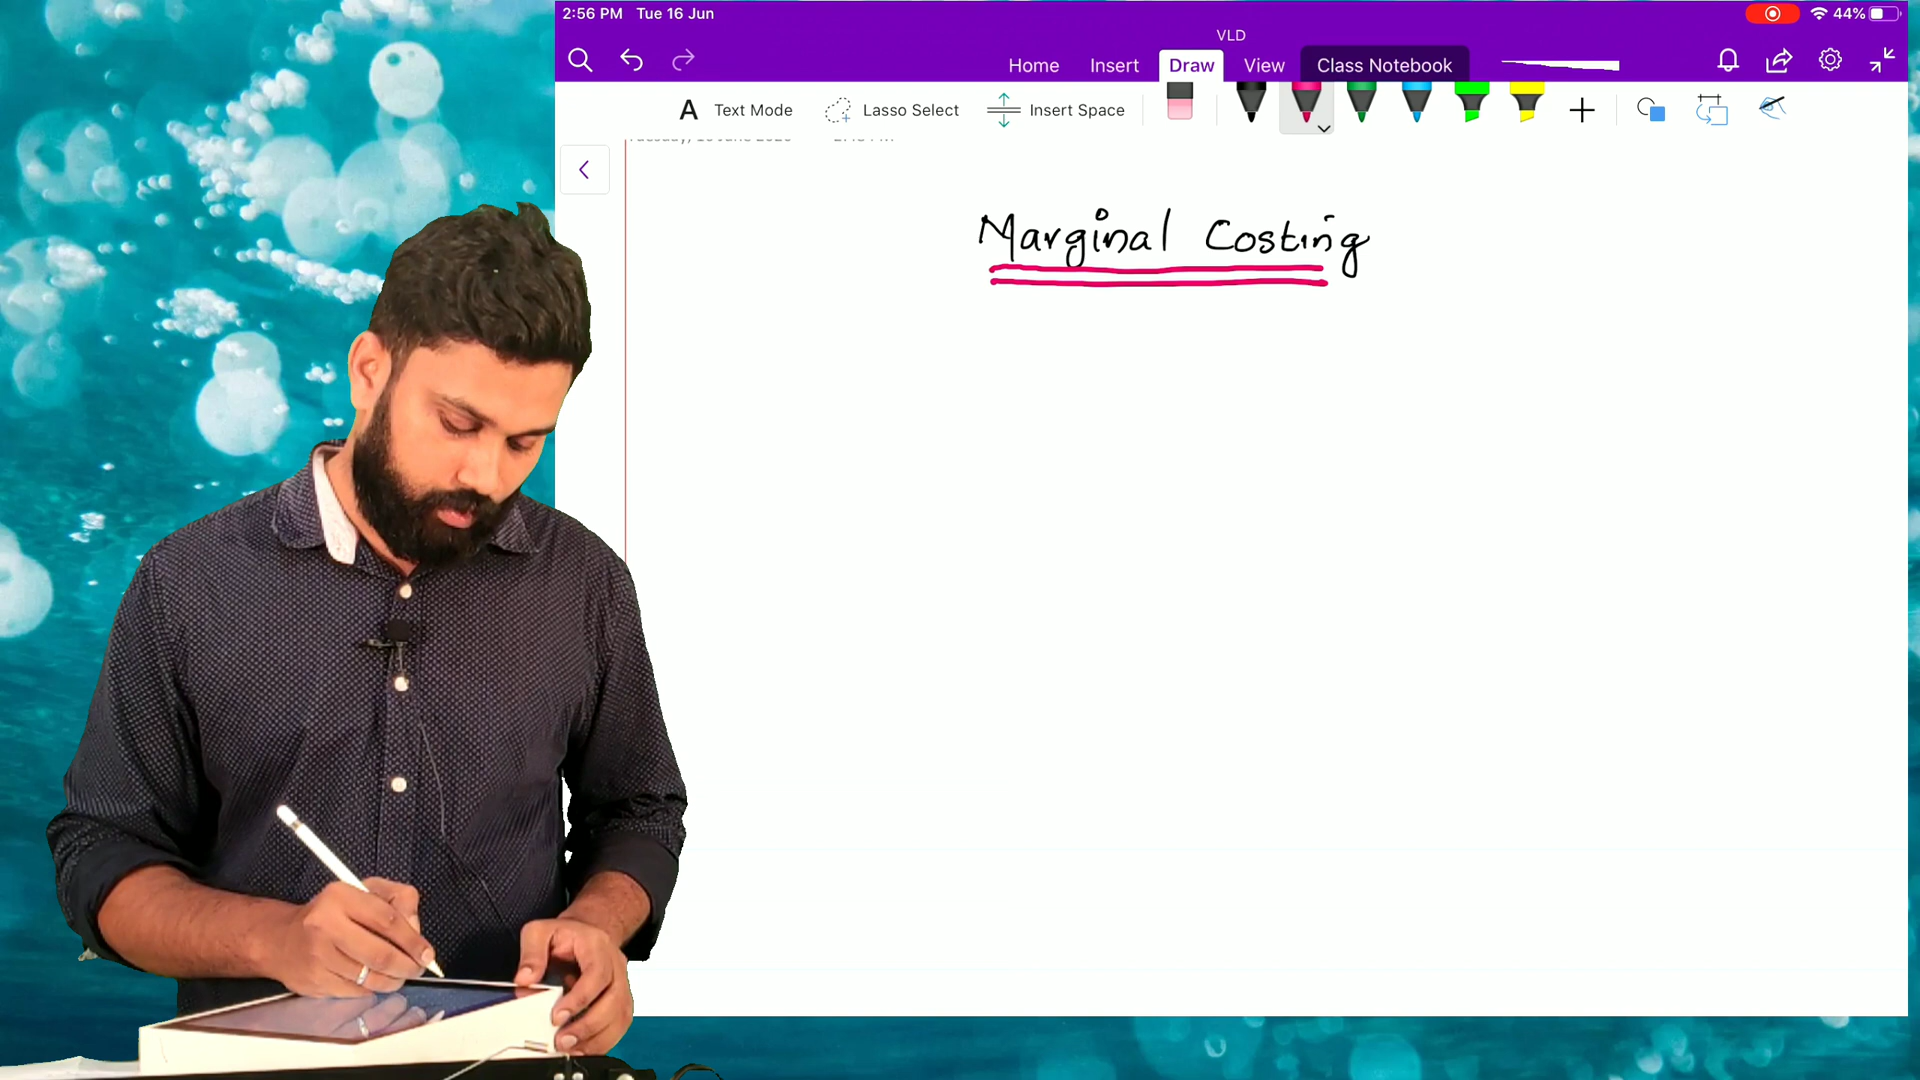 2:56 PM Tue 16 Jun 44%
VLD
Home Insert Draw View Class Notebook
A Text Mode Lasso Select Insert Space
Marginal Costing